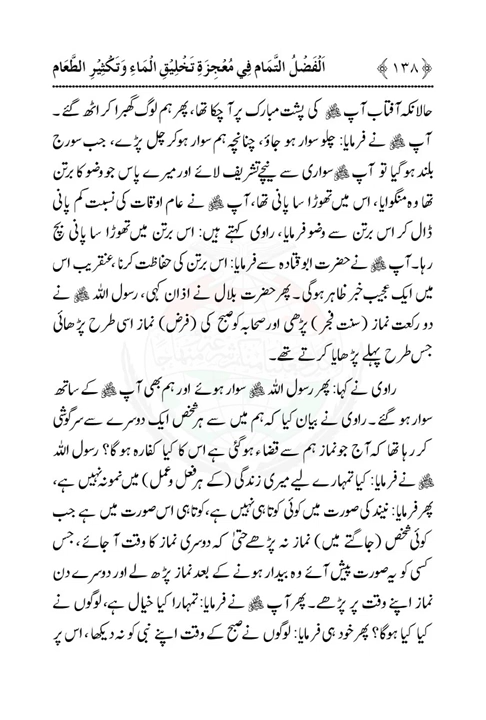 ﴿۱۳۸﴾ اَلْفَضْلُ التَّمَام فِي مُعْجِزَةِ تَخْلِيْقِ الْمَاءِ وَتَكْثِيْرِ الطَّعَام
حالانکہ آفتاب آپ ﷺ کی پشت مبارک پر آ چکا تھا، پھر ہم لوگ گھبرا کر اٹھ گئے۔
آپ ﷺ نے فرمایا: چلو سوار ہو جاؤ، چنانچہ ہم سوار ہو کر چل پڑے، جب سورج
بلند ہو گیا تو آپ ﷺ سواری سے نیچے تشریف لائے اور میرے پاس جو وضو کا برتن
تھا وہ منگوایا، اس میں تھوڑا سا پانی تھا، آپ ﷺ نے عام اوقات کی نسبت کم پانی
ڈال کر اس برتن سے وضو فرمایا، راوی کہتے ہیں: اس برتن میں تھوڑا سا پانی بچ
رہا۔ آپ ﷺ نے حضرت ابو قتادہ سے فرمایا: اس برتن کی حفاظت کرنا، عنقریب اس
میں ایک عجیب خبر ظاہر ہوگی۔ پھر حضرت بلال نے اذان کہی، رسول اللہ ﷺ نے
دو رکعت نماز (سنت فجر) پڑھی اور صحابہ کو صبح کی (فرض) نماز اسی طرح پڑھائی
جس طرح پہلے پڑھایا کرتے تھے۔
راوی نے کہا: پھر رسول اللہ ﷺ سوار ہوئے اور ہم بھی آپ ﷺ کے ساتھ
سوار ہو گئے۔ راوی نے بیان کیا کہ ہم میں سے ہر شخص ایک دوسرے سے سرگوشی
کر رہا تھا کہ آج جو نماز ہم سے قضاء ہو گئی ہے اس کا کیا کفارہ ہو گا؟ رسول اللہ
ﷺ نے فرمایا: کیا تمہارے لیے میری زندگی (کے ہر فعل و عمل) میں نمونہ نہیں ہے،
پھر فرمایا: نیند کی صورت میں کوئی کوتاہی نہیں ہے، کوتاہی اس صورت میں ہے جب
کوئی شخص (جاگتے میں) نماز نہ پڑھے حتیٰ کہ دوسری نماز کا وقت آ جائے، جس
کسی کو یہ صورت پیش آئے وہ بیدار ہونے کے بعد نماز پڑھ لے اور دوسرے دن
نماز اپنے وقت پر پڑھے۔ پھر آپ ﷺ نے فرمایا: تمہارا کیا خیال ہے، لوگوں نے
کیا کیا ہوگا؟ پھر خود ہی فرمایا: لوگوں نے صبح کے وقت اپنے نبی کو نہ دیکھا، اس پر